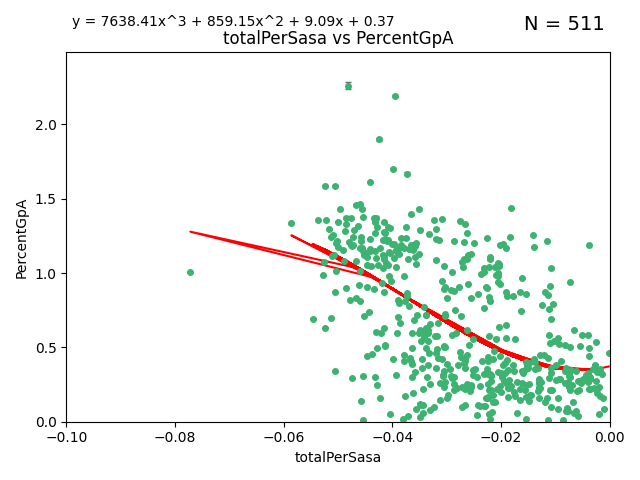 y = 7638.41x^3 + 859.15x^2 + 9.09x + 0.37
N = 511
totalPerSasa vs PercentGpA
PercentGpA
2.0
1.5
1.0
0.5
0.0
−0.10
−0.08
−0.06
−0.04
−0.02
0.00
totalPerSasa